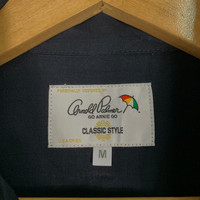 Arnold Palmer
GO ARNIE GO
CLASSIC STYLE
M